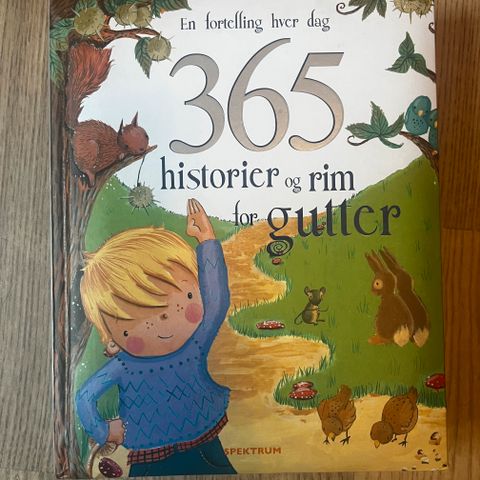 En fortelling hver dag
365
historier og rim
for gutter
SPEKTRUM